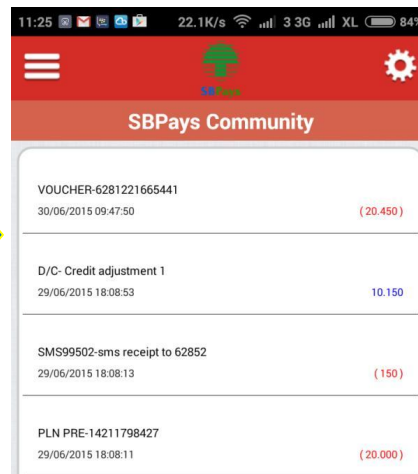 11:25 22.1K/s 3 3G XL 84%
SBPays
SBPays Community
VOUCHER-6281221665441
30/06/2015 09:47:50 ( 20.450 )
D/C- Credit adjustment 1
29/06/2015 18:08:53 10.150
SMS99502-sms receipt to 62852
29/06/2015 18:08:13 ( 150 )
PLN PRE-14211798427
29/06/2015 18:08:11 ( 20.000 )